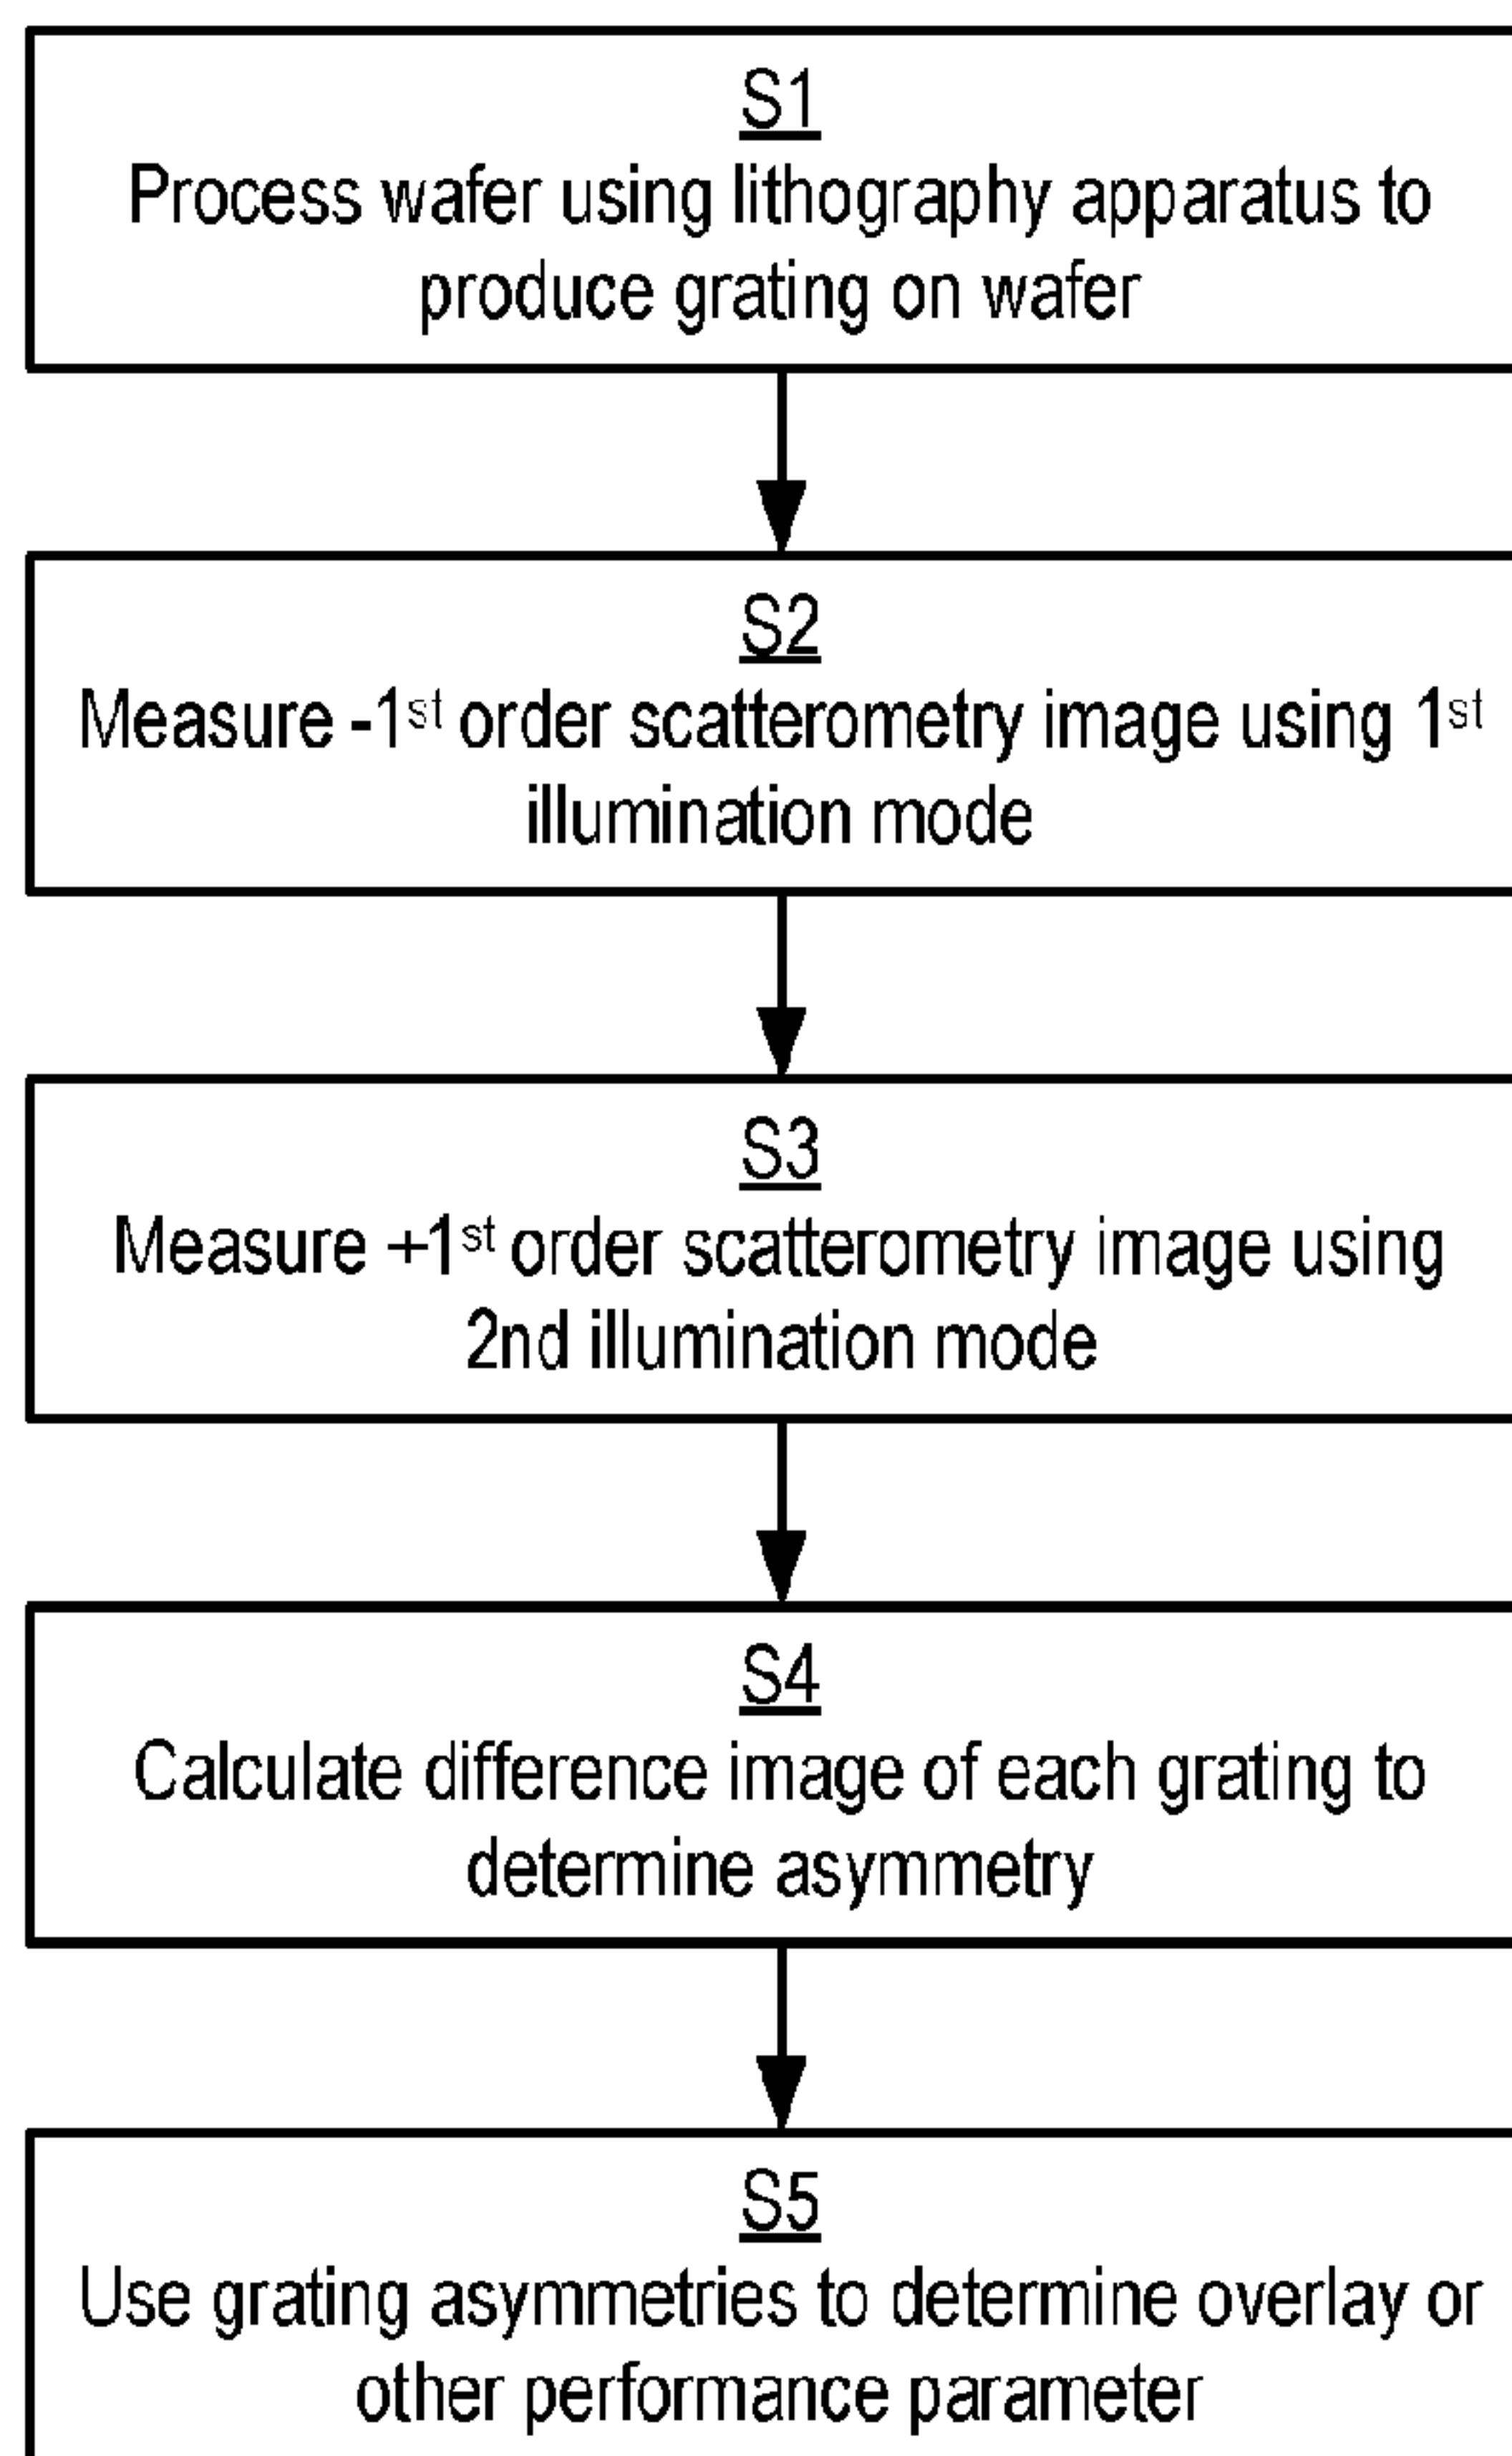 S1
Process wafer using lithography apparatus to
produce grating on wafer
S2
Measure -1st order scatterometry image using 1st
illumination mode
S3
Measure +1st order scatterometry image using
2nd illumination mode
S4
Calculate difference image of each grating to
determine asymmetry
S5
Use grating asymmetries to determine overlay or
other performance parameter